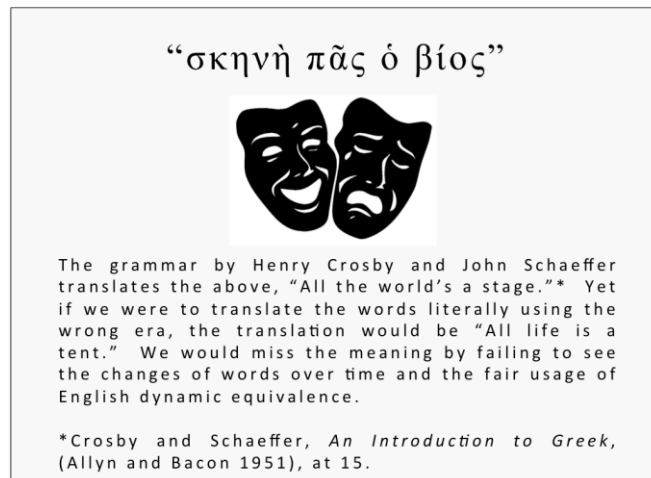 “σκηνὴ πᾶς ὁ βίος”
The grammar by Henry Crosby and John Schaeffer
translates the above, “All the world’s a stage.”* Yet
if we were to translate the words literally using the
wrong era, the translation would be “All life is a
tent.” We would miss the meaning by failing to see
the changes of words over time and the fair usage of
English dynamic equivalence.
*Crosby and Schaeffer, An Introduction to Greek,
(Allyn and Bacon 1951), at 15.